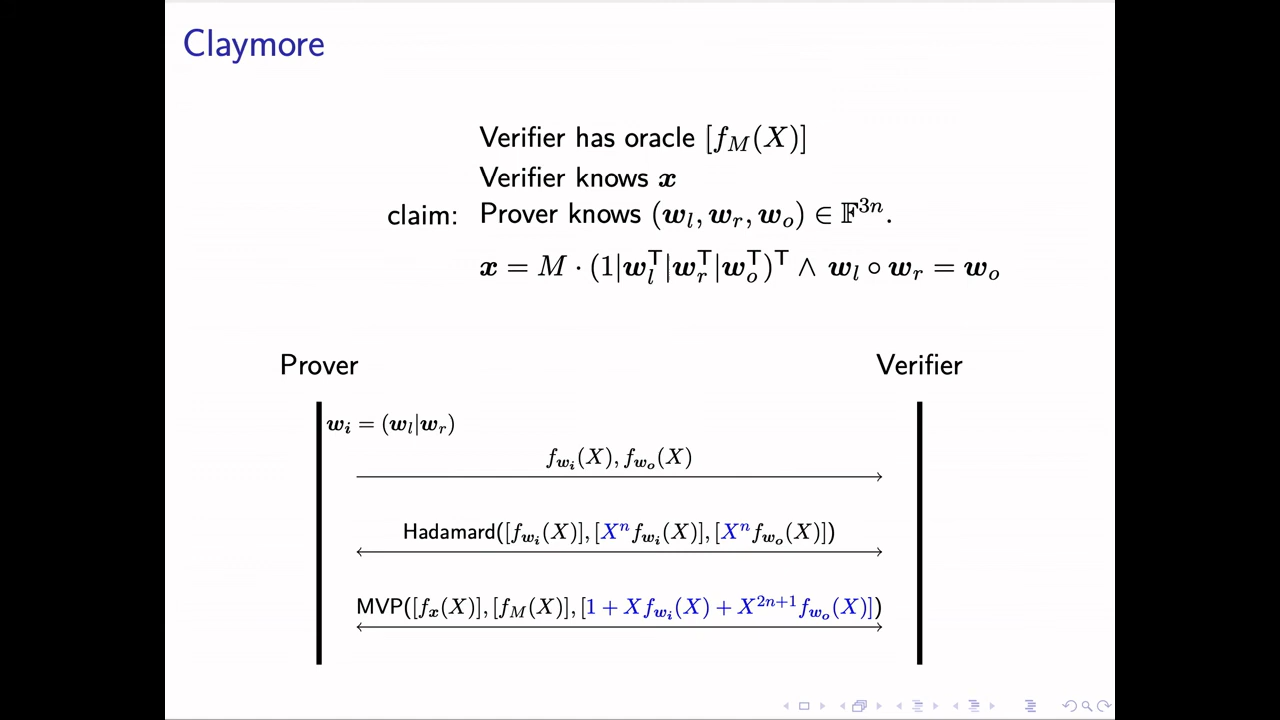 Claymore
Verifier has oracle [f_M(X)]
Verifier knows 𝒙
claim: Prover knows (𝒘_l, 𝒘_r, 𝒘_o) ∈ 𝔽^{3n}.
𝒙 = M · (1|𝒘_l^⊤|𝒘_r^⊤|𝒘_o^⊤)^⊤ ∧ 𝒘_l ∘ 𝒘_r = 𝒘_o
Prover Verifier
𝒘_𝒊 = (𝒘_l|𝒘_r)
f_{𝒘_i}(X), f_{𝒘_o}(X)
Hadamard([f_{𝒘_i}(X)], [X^n f_{𝒘_i}(X)], [X^n f_{𝒘_o}(X)])
MVP([f_𝒙(X)], [f_M(X)], [1 + X f_{𝒘_i}(X) + X^{2n+1} f_{𝒘_o}(X)])